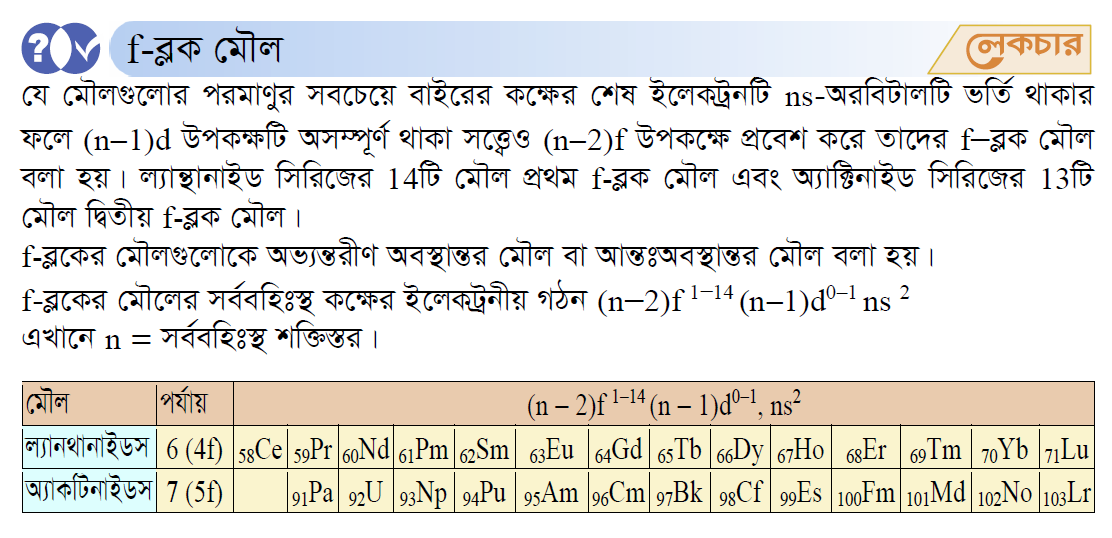 f-ব্লক মৌল
লেকচার
যে মৌলগুলোর পরমাণুর সবচেয়ে বাইরের কক্ষের শেষ ইলেকট্রনটি ns-অরবিটালটি ভর্তি থাকার
ফলে (n–1)d উপকক্ষটি অসম্পূর্ণ থাকা সত্ত্বেও (n–2)f উপকক্ষে প্রবেশ করে তাদের f–ব্লক মৌল
বলা হয়। ল্যান্থানাইড সিরিজের 14টি মৌল প্রথম f-ব্লক মৌল এবং অ্যাক্টিনাইড সিরিজের 13টি
মৌল দ্বিতীয় f-ব্লক মৌল।
f-ব্লকের মৌলগুলোকে অভ্যন্তরীণ অবস্থান্তর মৌল বা আন্তঃঅবস্থান্তর মৌল বলা হয়।
f-ব্লকের মৌলের সর্ববহিঃস্থ কক্ষের ইলেকট্রনীয় গঠন (n–2)f ¹⁻¹⁴ (n–1)d⁰⁻¹ ns ²
এখানে n = সর্ববহিঃস্থ শক্তিস্তর।
মৌল পর্যায় (n – 2)f ¹⁻¹⁴ (n – 1)d⁰⁻¹, ns²
ল্যানথানাইডস 6 (4f) ₅₈Ce ₅₉Pr ₆₀Nd ₆₁Pm ₆₂Sm ₆₃Eu ₆₄Gd ₆₅Tb ₆₆Dy ₆₇Ho ₆₈Er ₆₉Tm ₇₀Yb ₇₁Lu
অ্যাকটিনাইডস 7 (5f) ₉₁Pa ₉₂U ₉₃Np ₉₄Pu ₉₅Am ₉₆Cm ₉₇Bk ₉₈Cf ₉₉Es ₁₀₀Fm ₁₀₁Md ₁₀₂No ₁₀₃Lr